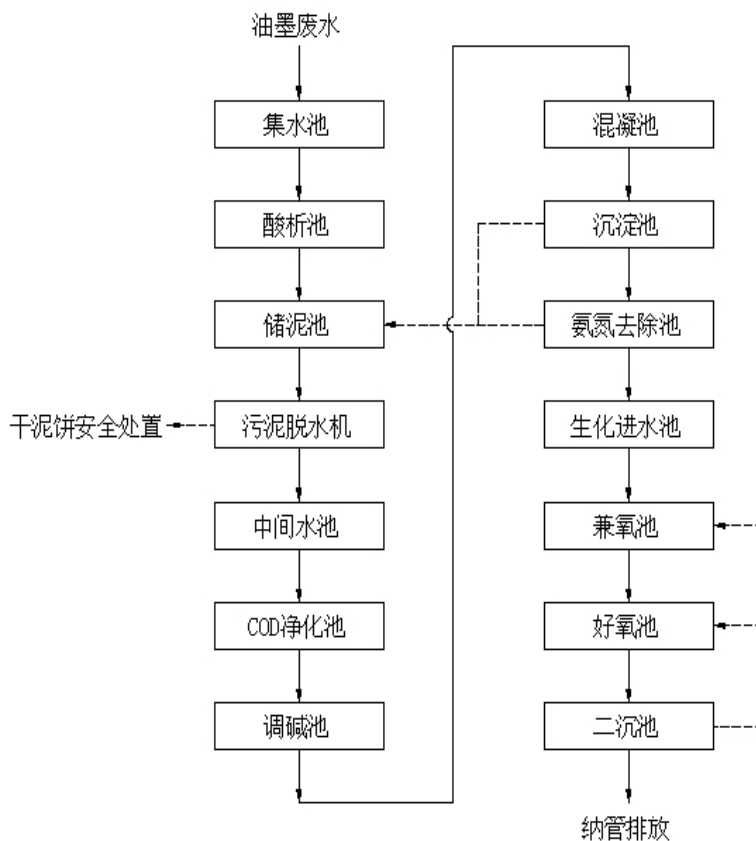 油墨废水
集水池
酸析池
储泥池
干泥饼安全处置
污泥脱水机
中间水池
COD净化池
调碱池
混凝池
沉淀池
氨氮去除池
生化进水池
兼氧池
好氧池
二沉池
纳管排放